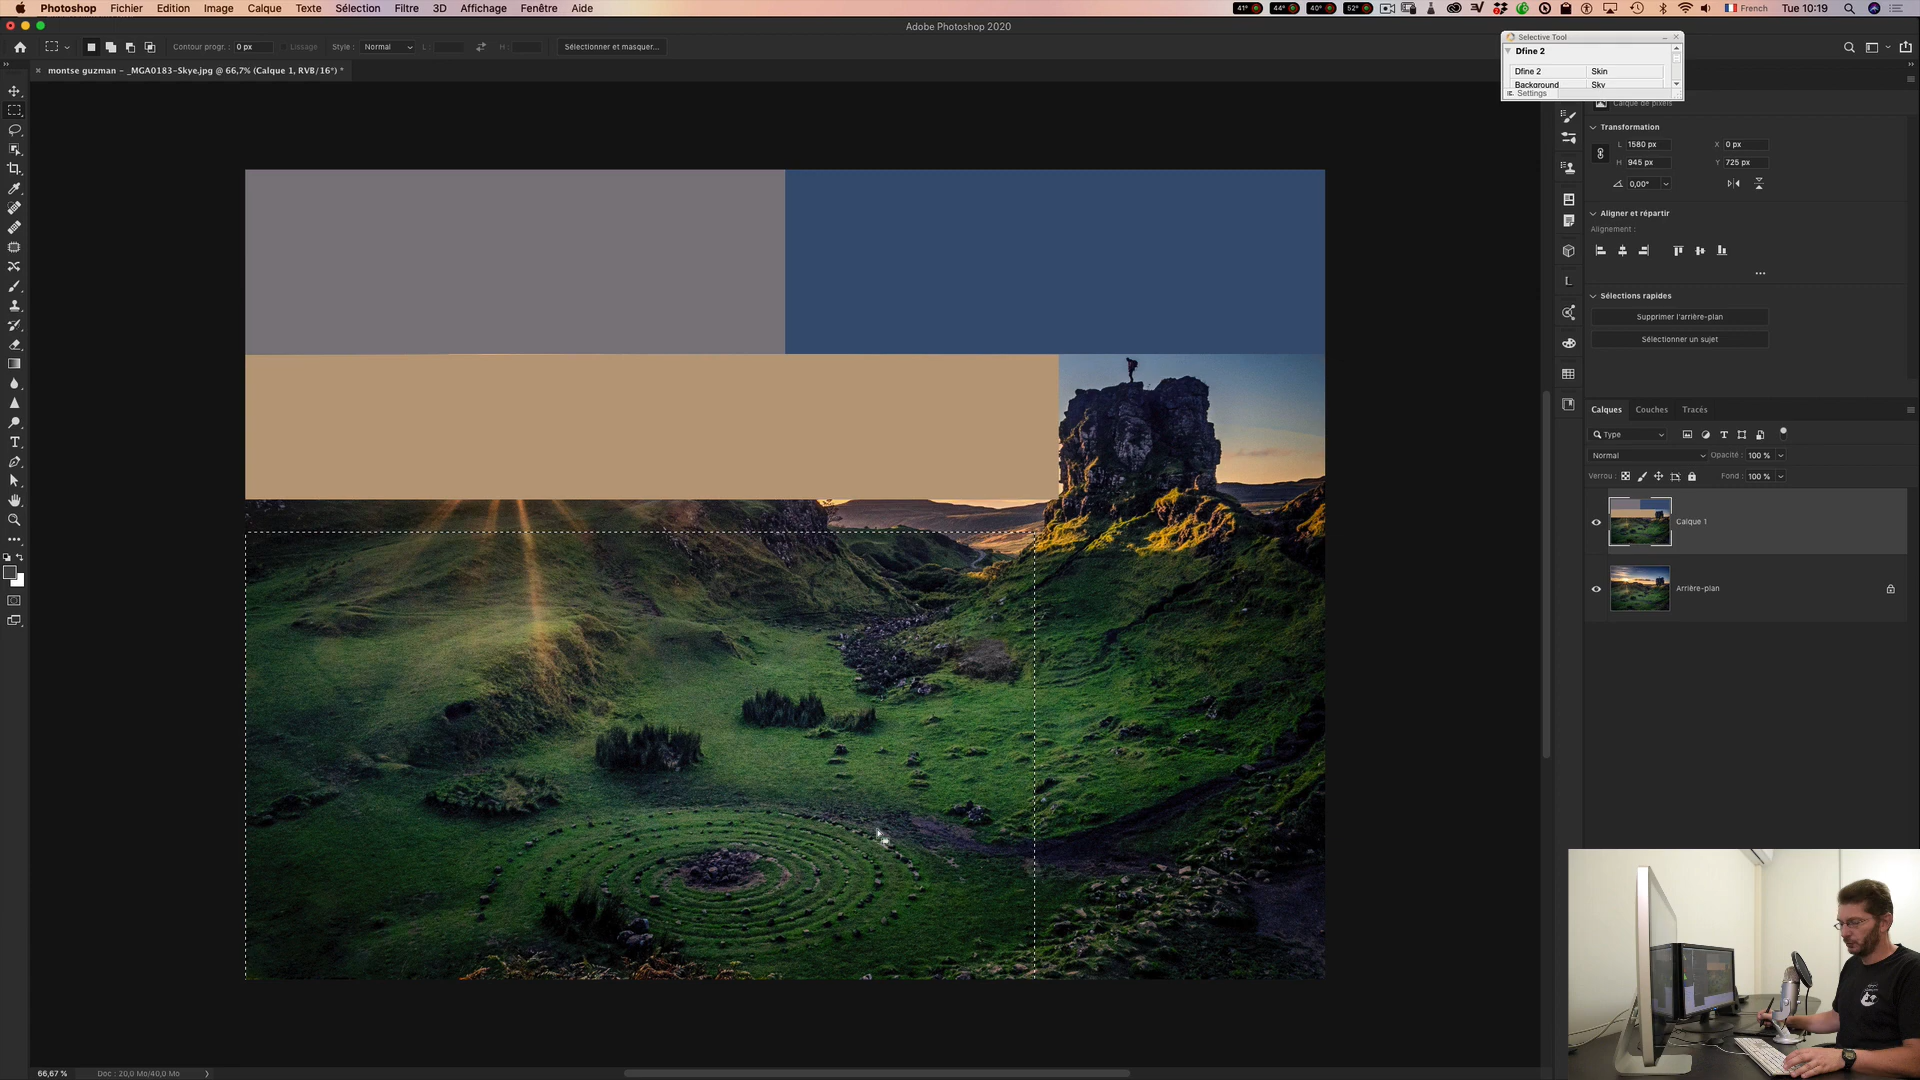 Photoshop Fichier Edition Image Calque Texte Sélection Filtre 3D Affichage Fenêtre Aide 41° 44° 40° 52° French Tue 10:19
Adobe Photoshop 2020
Contour progr. : 0 px Lissage Style : Normal L : H : Sélectionner et masquer...
montse guzman - _MGA0183-Skye.jpg @ 66,7% (Calque 1, RVB/16*) *
Selective Tool
Dfine 2
Dfine 2 Skin
Background Sky
Settings
Calque de pixels
Transformation
L 1580 px X 0 px
H 945 px Y 725 px
0,00°
Aligner et répartir
Alignement :
Sélections rapides
Supprimer l'arrière-plan
Sélectionner un sujet
Calques Couches Tracés
Type
Normal Opacité : 100 %
Verrou : Fond : 100 %
Calque 1
Arrière-plan
66,67 % Doc : 20,0 Mo/40,0 Mo